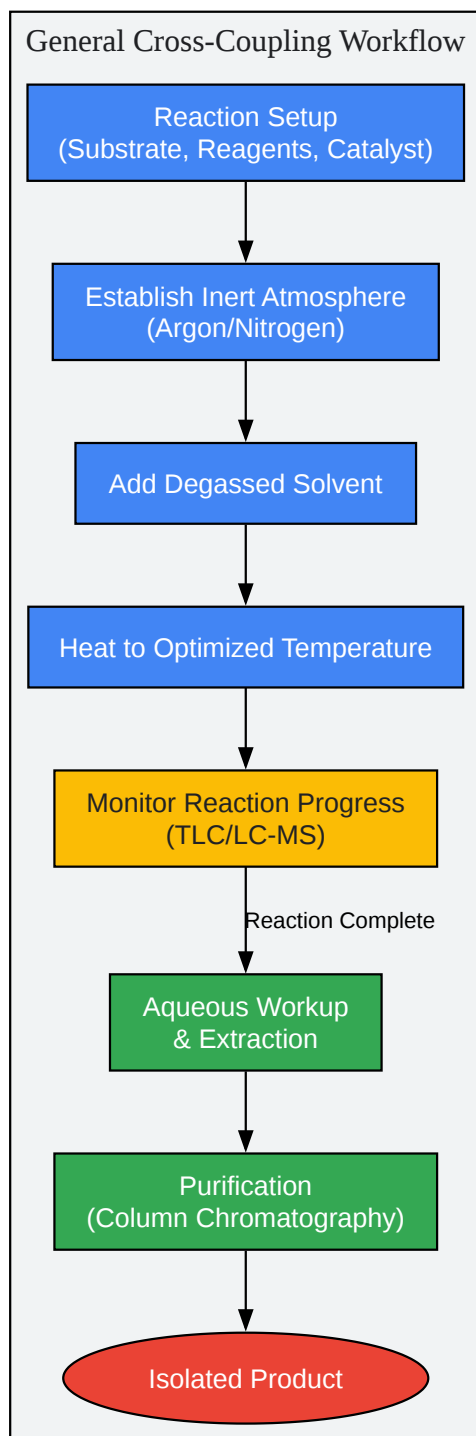 General Cross-Coupling Workflow
Reaction Setup
(Substrate, Reagents, Catalyst)
Establish Inert Atmosphere
(Argon/Nitrogen)
Add Degassed Solvent
Heat to Optimized Temperature
Monitor Reaction Progress
(TLC/LC-MS)
Reaction Complete
Aqueous Workup
& Extraction
Purification
(Column Chromatography)
Isolated Product